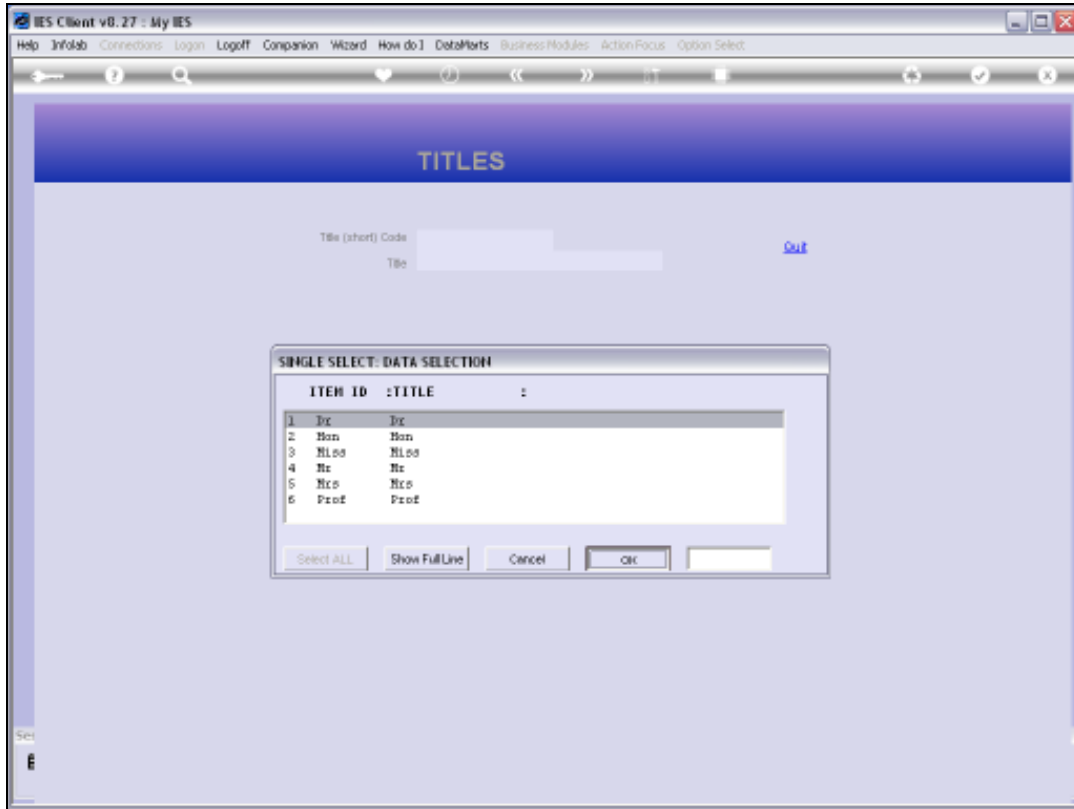 IES Client v8.27 : My IES
Help Infolab Connections Logon Logoff Companion Wizard How do I DataMarts Business Modules Action Focus Option Select
TITLES
Title (short) Code
Quit
Title
SINGLE SELECT: DATA SELECTION
ITEM ID :TITLE :
1 Dr Dr
2 Hon Hon
3 Miss Miss
4 Mr Mr
5 Mrs Mrs
6 Prof Prof
Select ALL Show Full Line Cancel OK